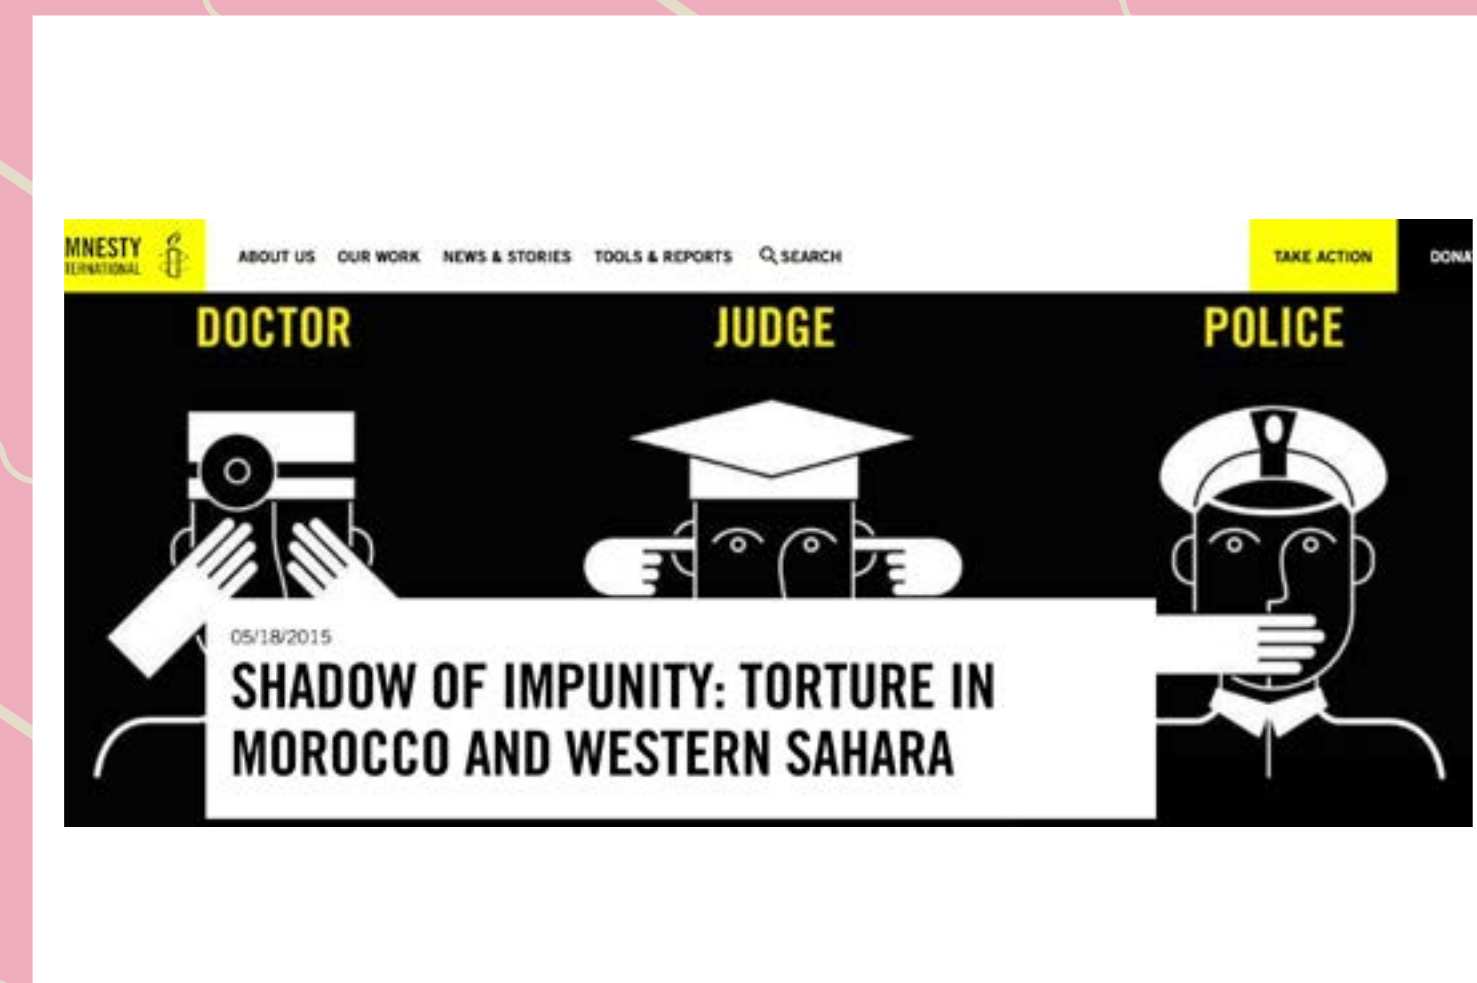 MNESTY
TERNATIONAL
ABOUT US OUR WORK NEWS & STORIES TOOLS & REPORTS SEARCH
TAKE ACTION
DONA
DOCTOR JUDGE POLICE
05/18/2015
SHADOW OF IMPUNITY: TORTURE IN
MOROCCO AND WESTERN SAHARA